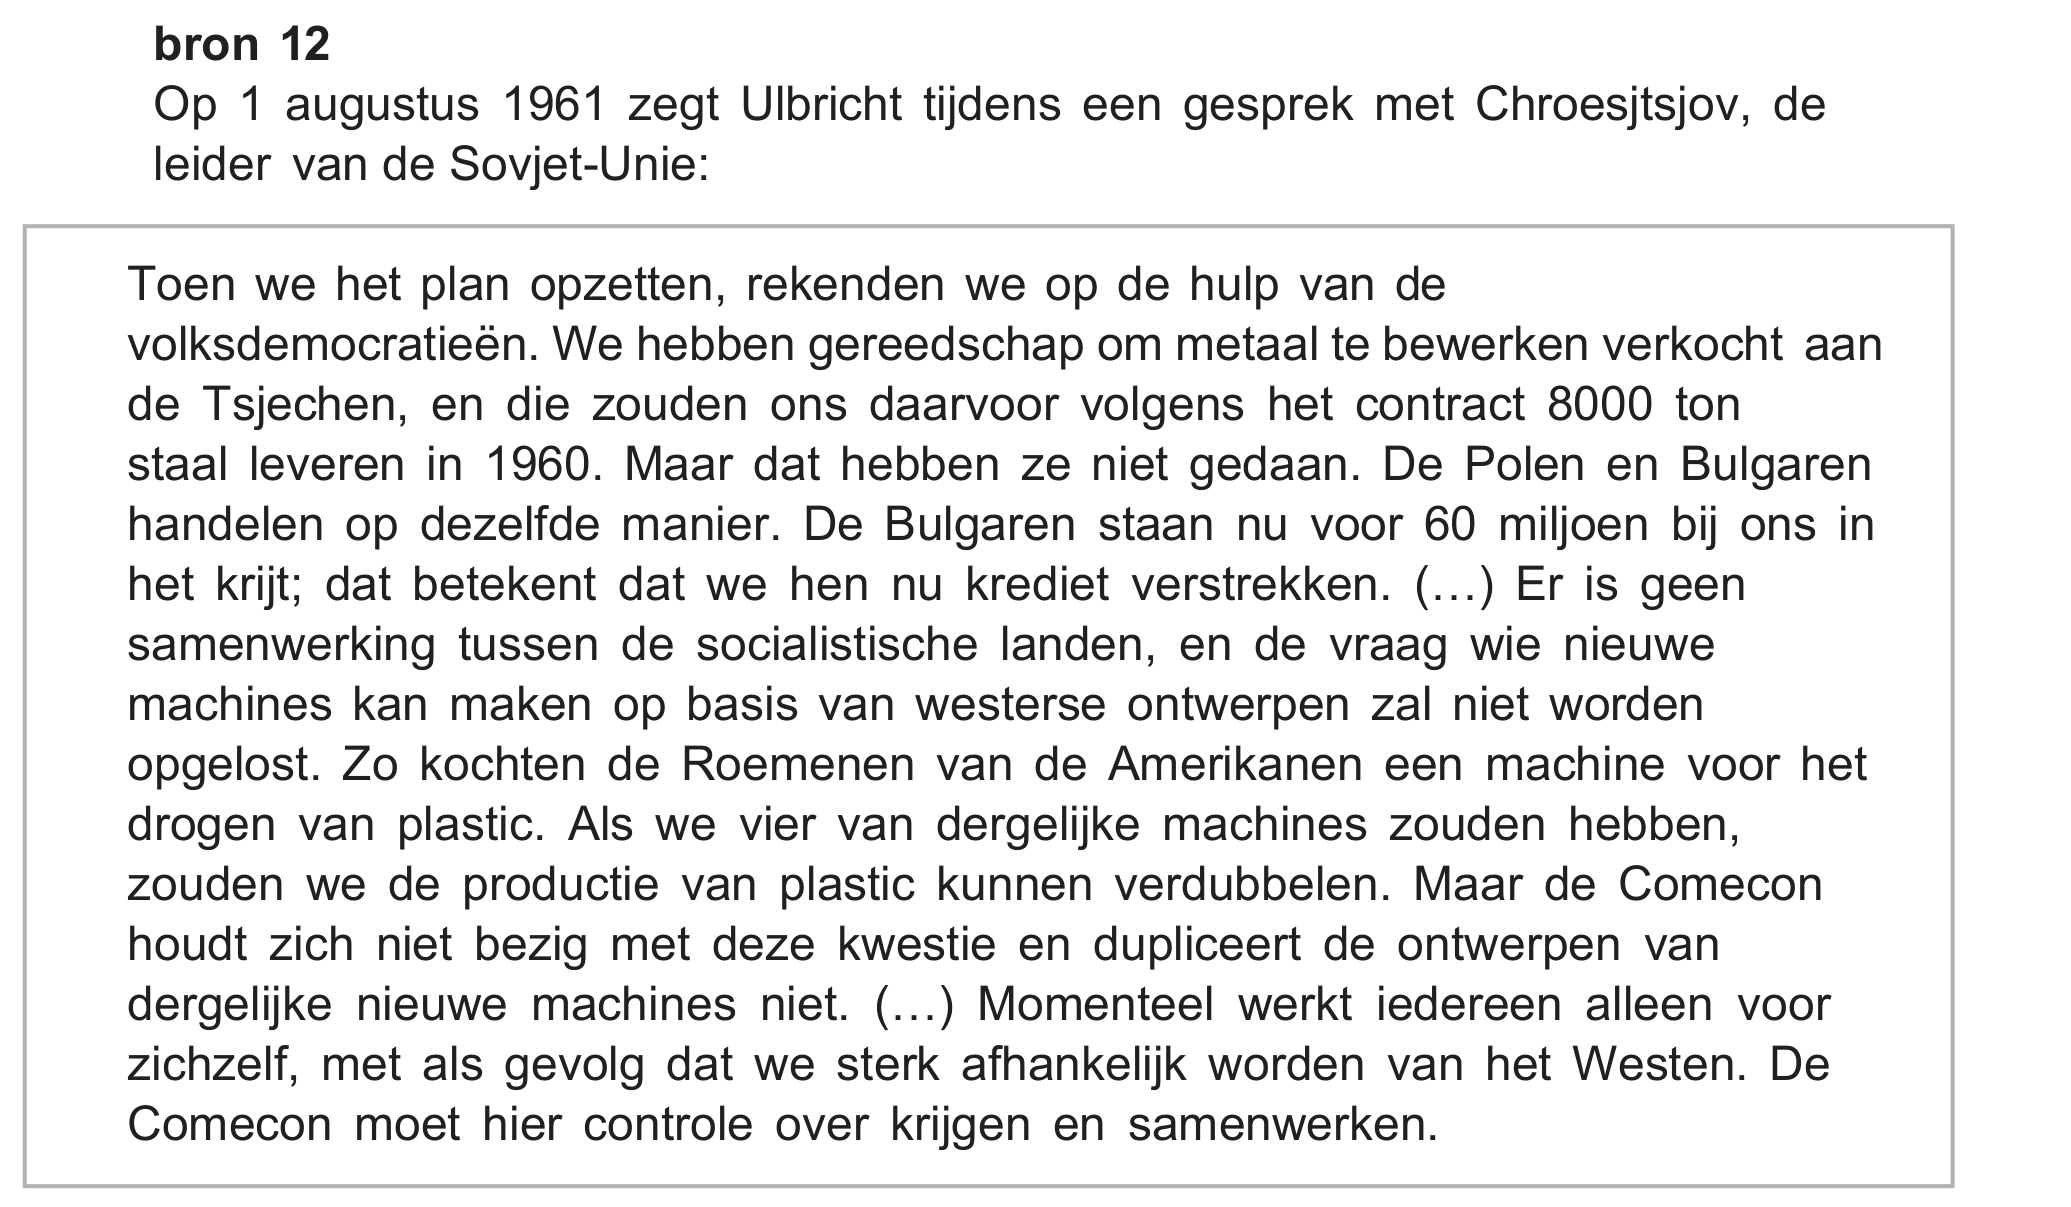 bron 12
Op 1 augustus 1961 zegt Ulbricht tijdens een gesprek met Chroesjtsjov, de
leider van de Sovjet-Unie:
Toen we het plan opzetten, rekenden we op de hulp van de
volksdemocratieën. We hebben gereedschap om metaal te bewerken verkocht aan
de Tsjechen, en die zouden ons daarvoor volgens het contract 8000 ton
staal leveren in 1960. Maar dat hebben ze niet gedaan. De Polen en Bulgaren
handelen op dezelfde manier. De Bulgaren staan nu voor 60 miljoen bij ons in
het krijt; dat betekent dat we hen nu krediet verstrekken. (…) Er is geen
samenwerking tussen de socialistische landen, en de vraag wie nieuwe
machines kan maken op basis van westerse ontwerpen zal niet worden
opgelost. Zo kochten de Roemenen van de Amerikanen een machine voor het
drogen van plastic. Als we vier van dergelijke machines zouden hebben,
zouden we de productie van plastic kunnen verdubbelen. Maar de Comecon
houdt zich niet bezig met deze kwestie en dupliceert de ontwerpen van
dergelijke nieuwe machines niet. (…) Momenteel werkt iedereen alleen voor
zichzelf, met als gevolg dat we sterk afhankelijk worden van het Westen. De
Comecon moet hier controle over krijgen en samenwerken.